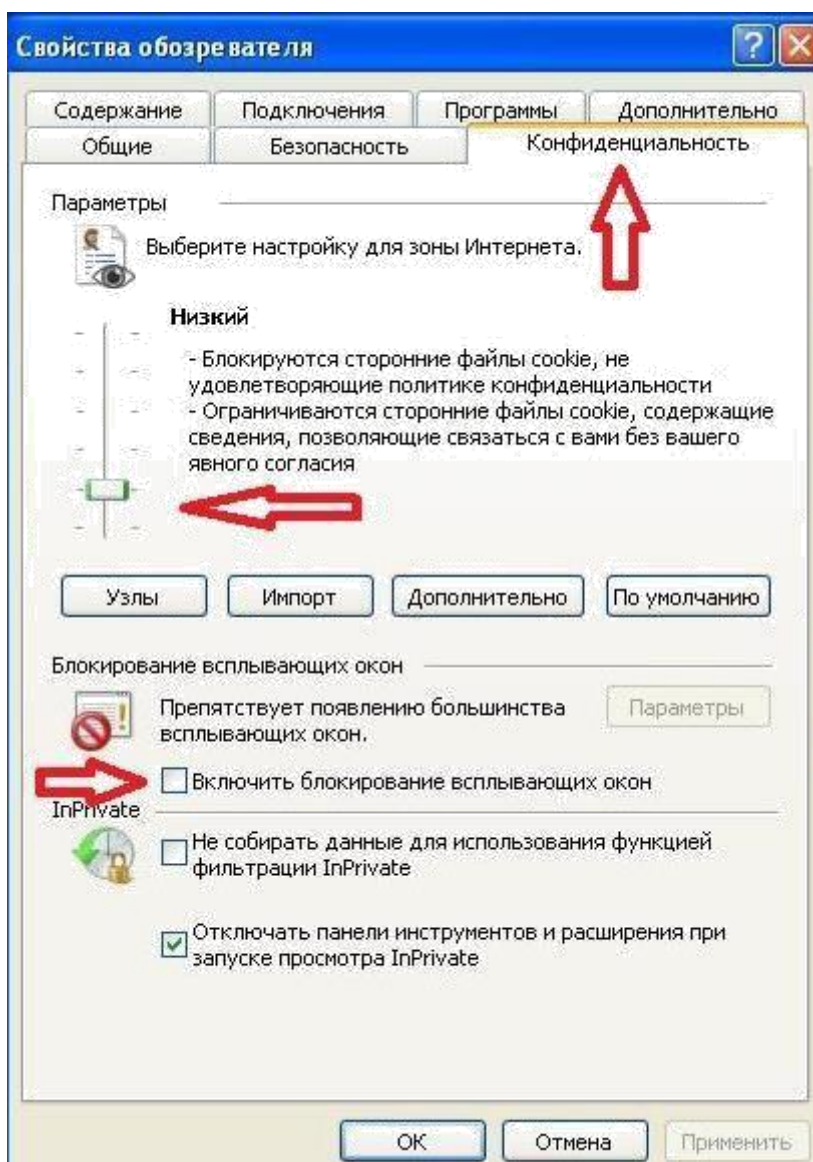 Свойства обозревателя
Содержание Подключения Программы Дополнительно
Общие Безопасность Конфиденциальность
Параметры
Выберите настройку для зоны Интернета.
Низкий
- Блокируются сторонние файлы cookie, не
удовлетворяющие политике конфиденциальности
- Ограничиваются сторонние файлы cookie, содержащие
сведения, позволяющие связаться с вами без вашего
явного согласия
Узлы Импорт Дополнительно По умолчанию
Блокирование всплывающих окон
Препятствует появлению большинства
всплывающих окон.
Параметры
Включить блокирование всплывающих окон
InPrivate
Не собирать данные для использования функцией
фильтрации InPrivate
Отключать панели инструментов и расширения при
запуске просмотра InPrivate
ОК Отмена Применить